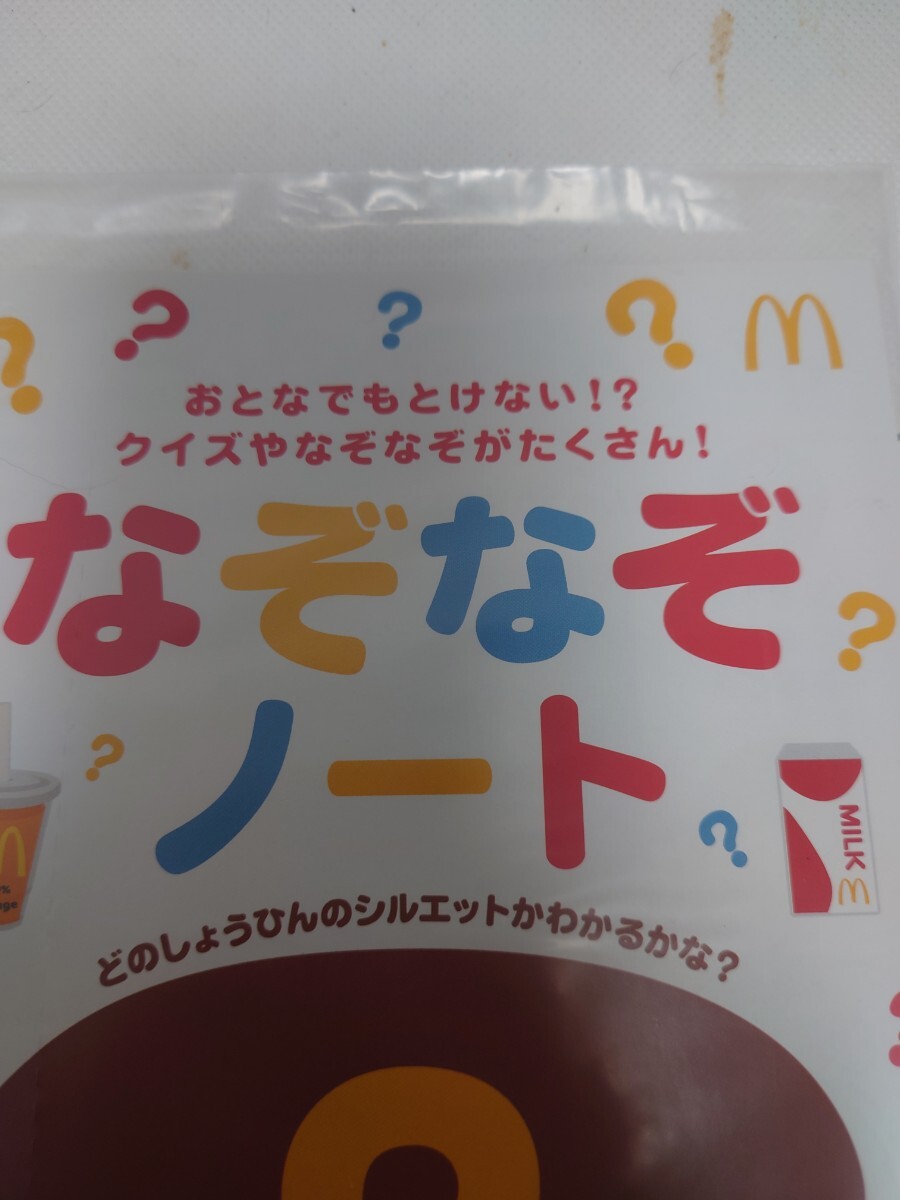 おとなでもとけない!?
クイズやなぞなぞがたくさん!
なぞなぞ
ノート
MILK
どのしょうひんのシルエットかわかるかな?